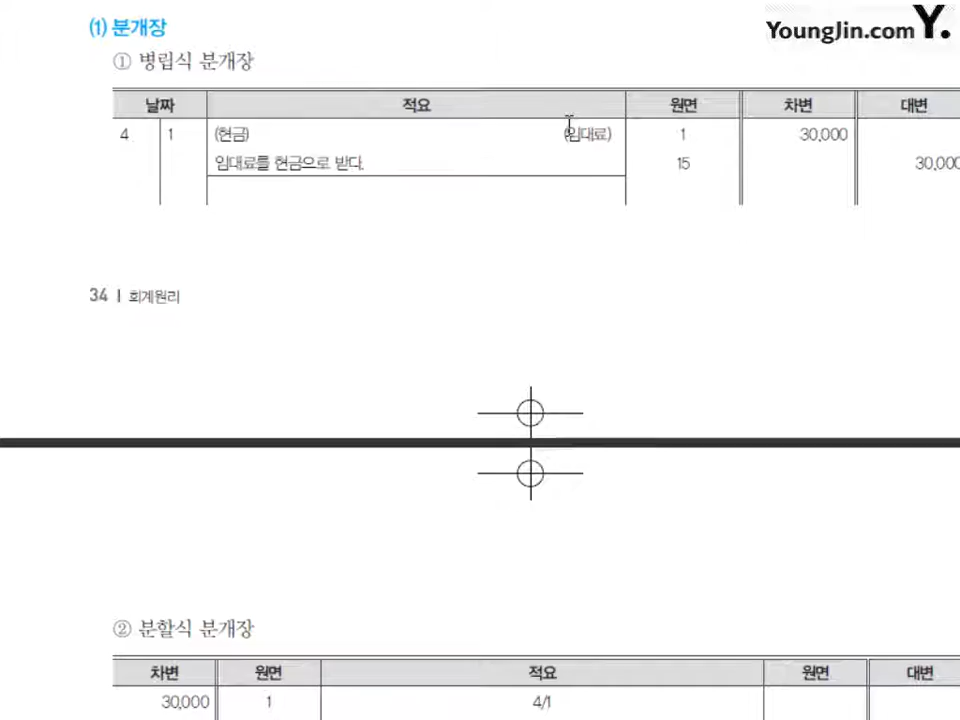 (1) 분개장
YoungJin.com Y.
① 병립식 분개장
날짜 적요 원면 차변 대변
4 1 (현금) (임대료) 1 30,000
임대료를 현금으로 받다. 15 30,000
34 | 회계원리
② 분할식 분개장
차변 원면 적요 원면 대변
30,000 1 4/1